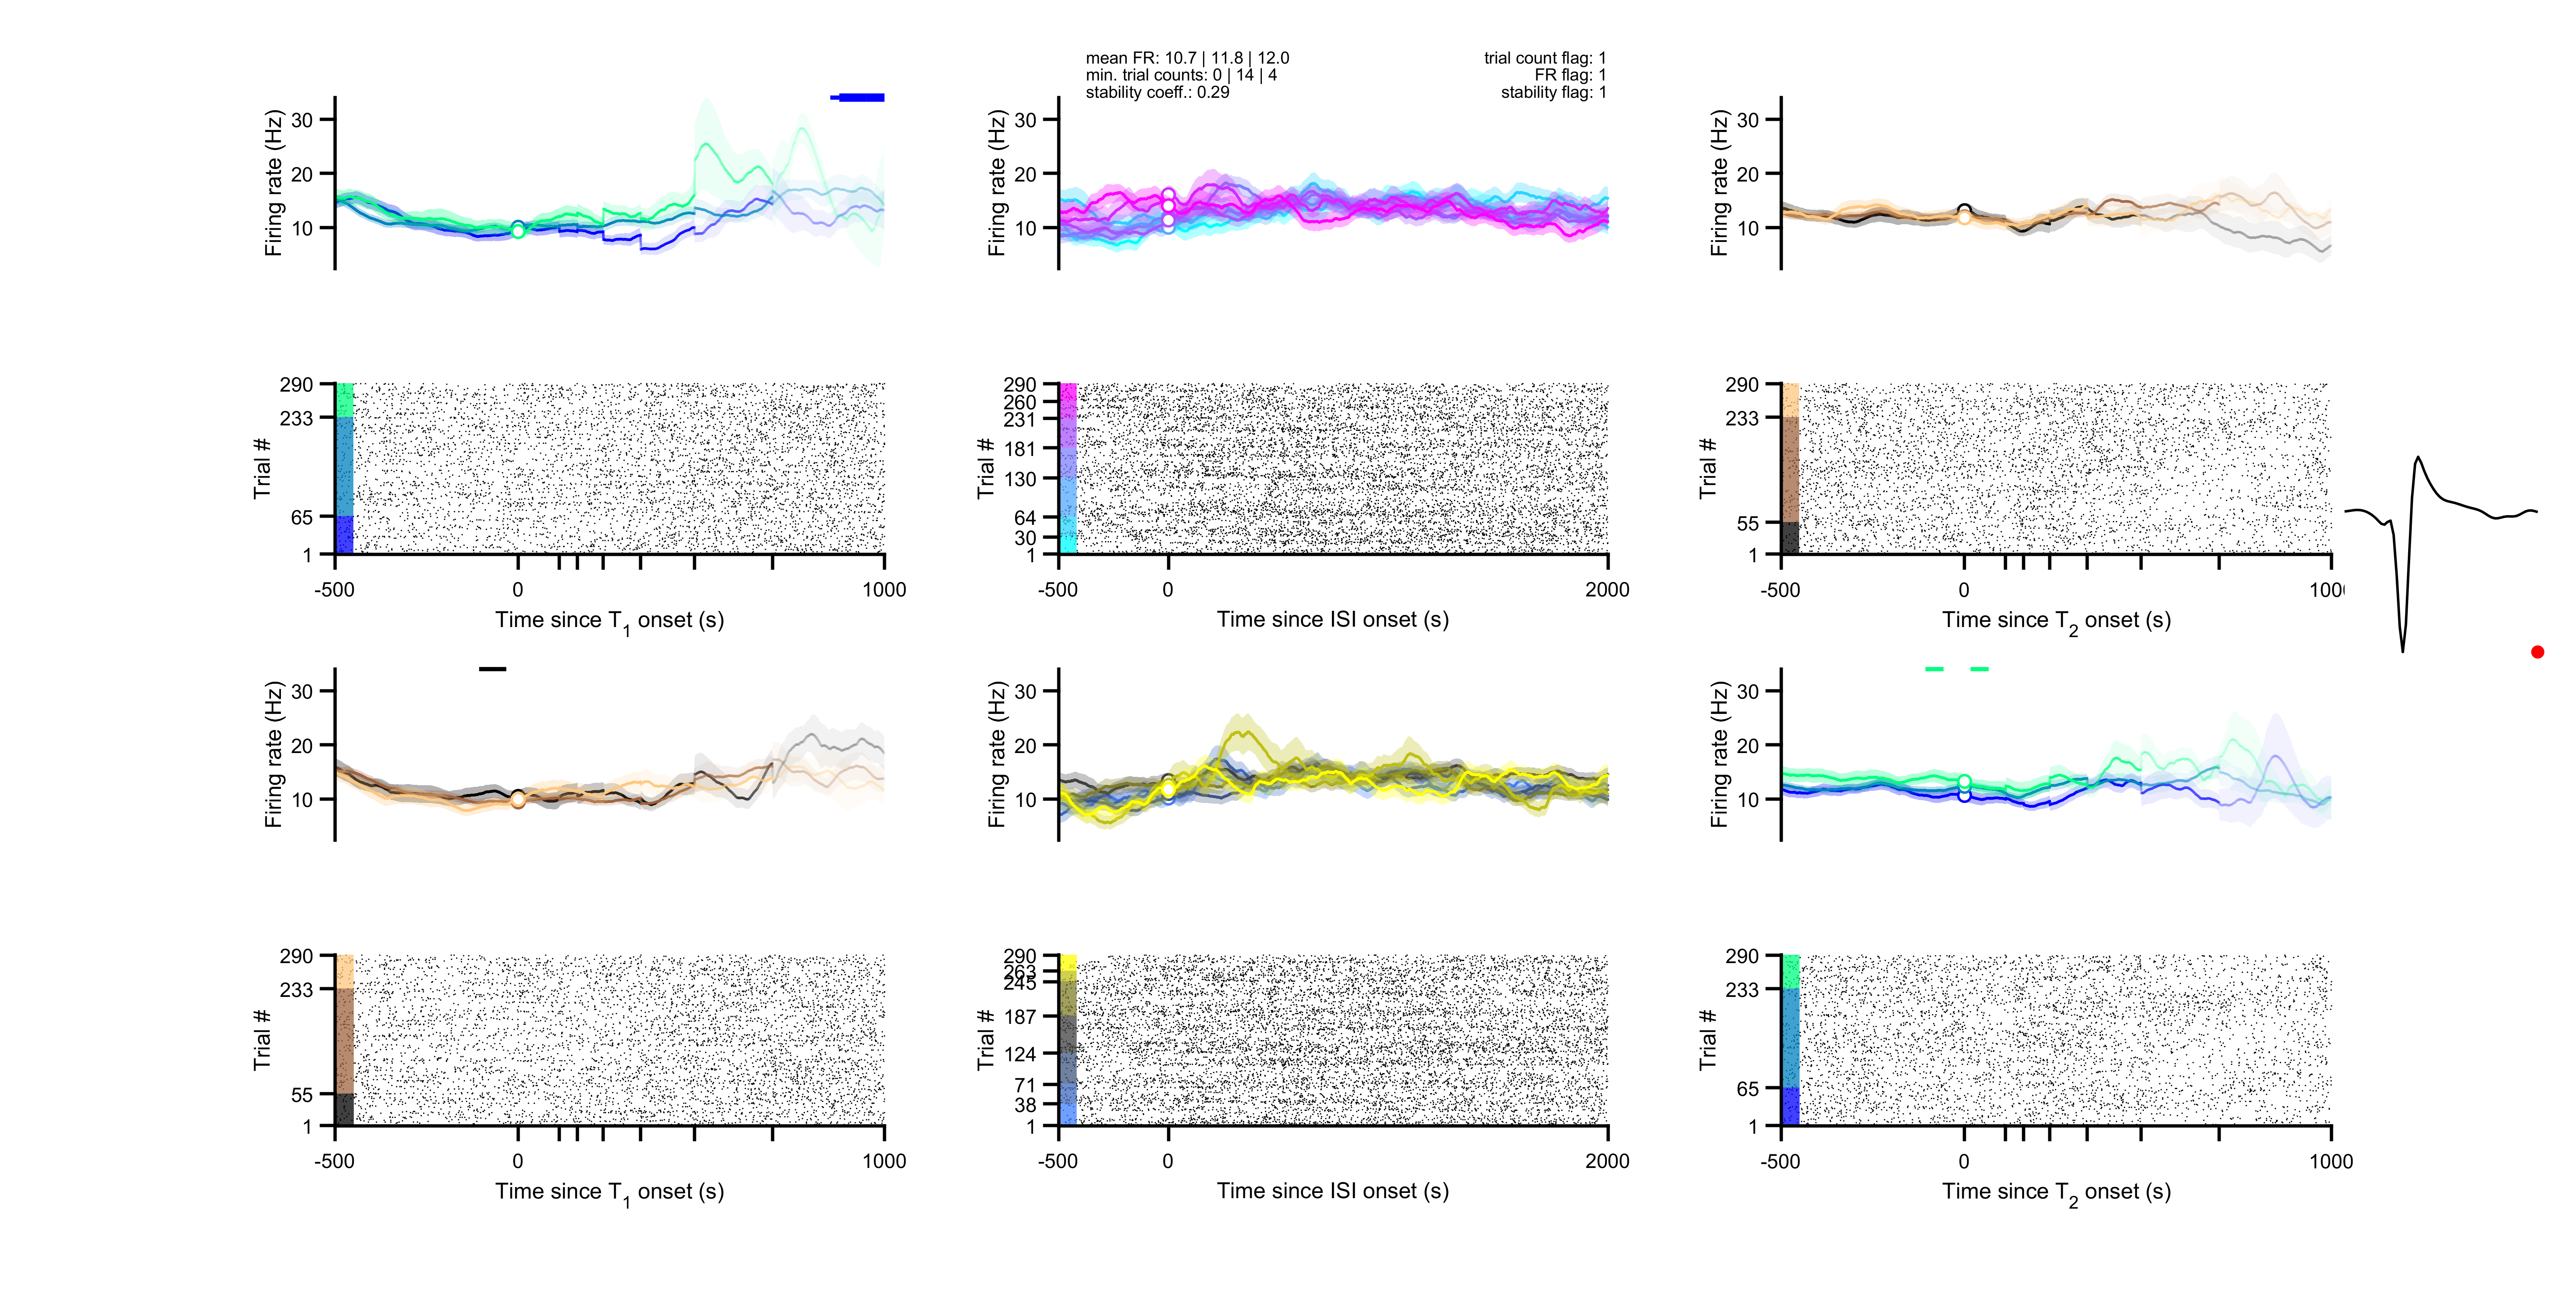 mean FR: 10.7 | 11.8 | 12.0
min. trial counts: 0 | 14 | 4
stability coeff.: 0.29
trial count flag: 1
FR flag: 1
stability flag: 1
Firing rate (Hz)
30
20
10
Firing rate (Hz)
30
20
10
Firing rate (Hz)
30
20
10
Trial #
290
233
65
1
-500
0
1000
Time since T1 onset (s)
Trial #
290
260
231
181
130
64
30
1
-500
0
2000
Time since ISI onset (s)
Trial #
290
233
55
1
-500
0
100
Time since T2 onset (s)
Firing rate (Hz)
30
20
10
Firing rate (Hz)
30
20
10
Firing rate (Hz)
30
20
10
Trial #
290
233
55
1
-500
0
1000
Time since T1 onset (s)
Trial #
290
263
245
187
124
71
38
1
-500
0
2000
Time since ISI onset (s)
Trial #
290
233
65
1
-500
0
1000
Time since T2 onset (s)